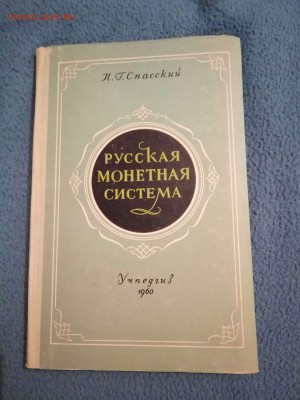 И.Г. Спасский
РУССКАЯ
МОНЕТНАЯ
СИСТЕМА
Учпедгиз
1960